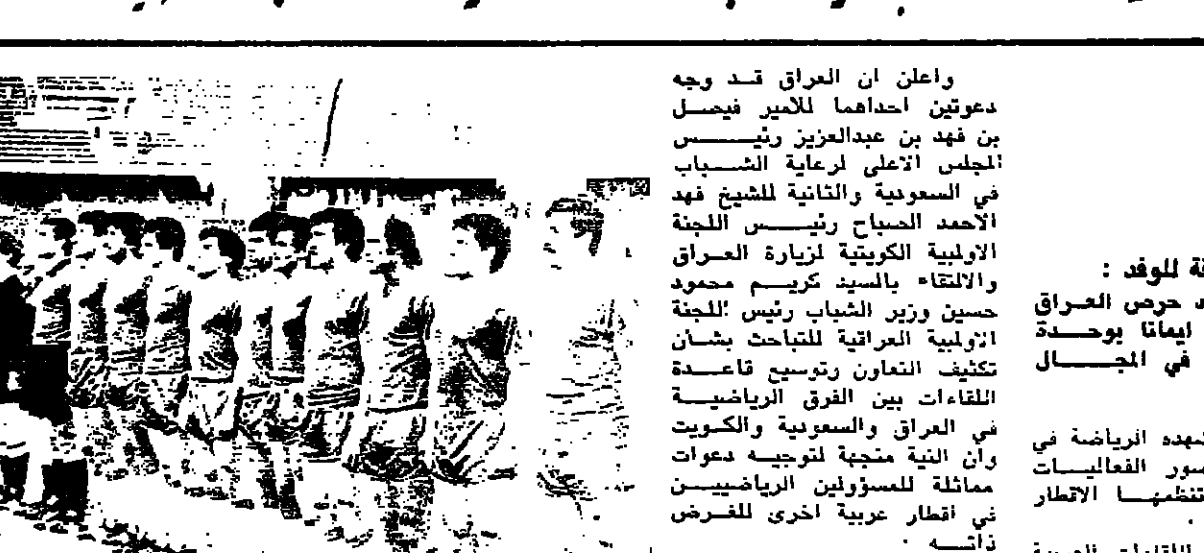 ة للوفد :
حرص العراق
ايمانا بوحدة
في المجال
شهده الرياضة في
الفعاليات
تنظمها الاقطار
واعلن ان العراق قد وجه
دعوتين احداهما للامير فيصل
بن فهد بن عبدالعزيز رئيس
المجلس الاعلى لرعاية الشباب
في السعودية والثانية للشيخ فهد
الاحمد الصباح رئيس اللجنة
الاولمبية الكويتية لزيارة العراق
والالتقاء بالسيد كريم محمود
حسين وزير الشباب رئيس اللجنة
الاولمبية العراقية للتباحث بشأن
تكثيف التعاون وتوسيع قاعدة
اللقاءات بين الفرق الرياضية
في العراق والسعودية والكويت
وان النية متجهة لتوجيه دعوات
مماثلة للمسؤولين الرياضيين
في اقطار عربية اخرى للغرض
ذاته .